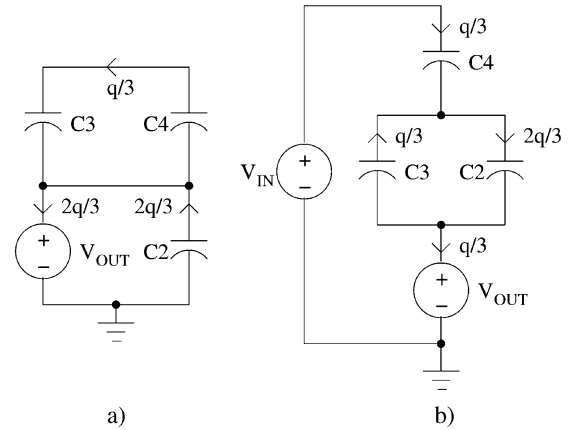 q/3
C3
C4
2q/3
2q/3
+
−
V_OUT
C2
a)
q/3
C4
V_IN
+
−
q/3
C3
2q/3
C2
q/3
+
−
V_OUT
b)